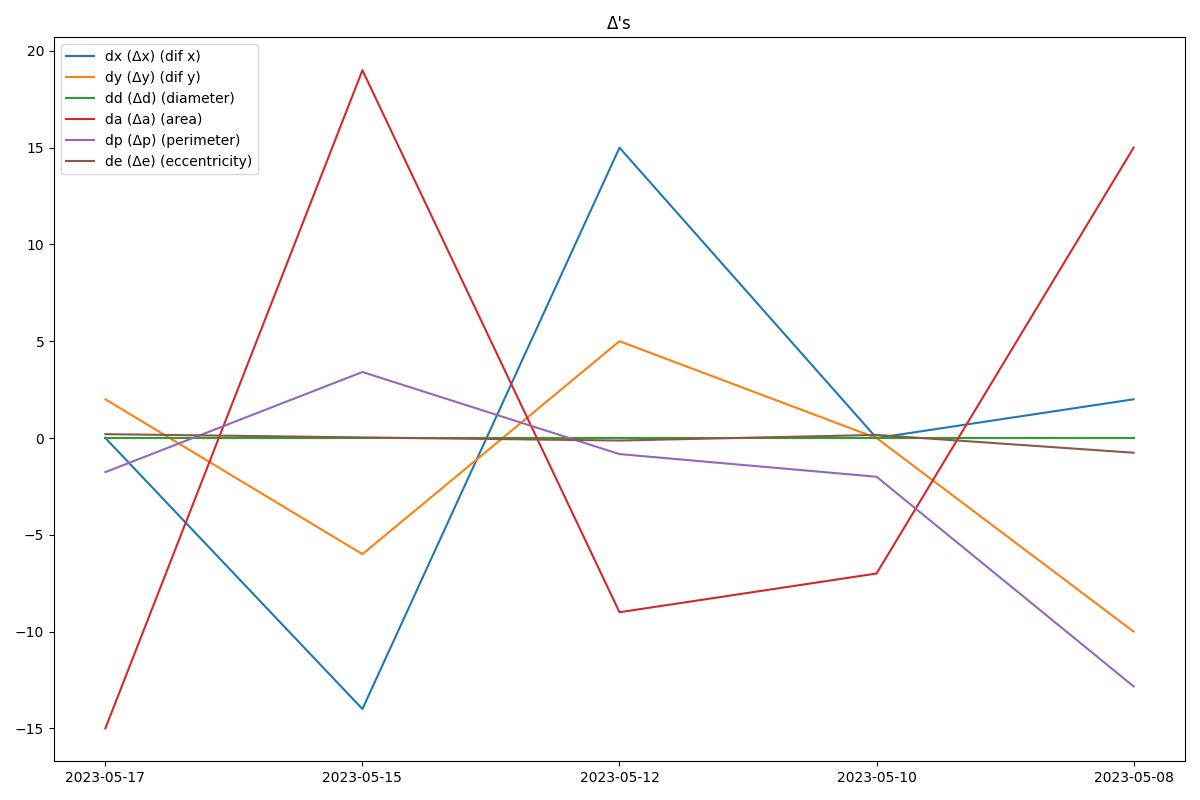 Δ's
dx (Δx) (dif x)
dy (Δy) (dif y)
dd (Δd) (diameter)
da (Δa) (area)
dp (Δp) (perimeter)
de (Δe) (eccentricity)
20
15
10
5
0
−5
−10
−15
2023-05-17 2023-05-15 2023-05-12 2023-05-10 2023-05-08